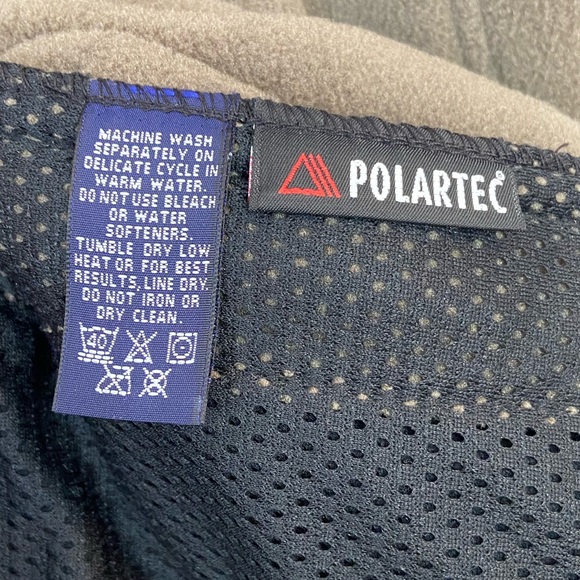 MACHINE WASH
SEPARATELY ON
DELICATE CYCLE IN
WARM WATER.
DO NOT USE BLEACH
OR WATER
SOFTENERS.
TUMBLE DRY LOW
HEAT OR FOR BEST
RESULTS, LINE DRY.
DO NOT IRON OR
DRY CLEAN.
40
POLARTEC®